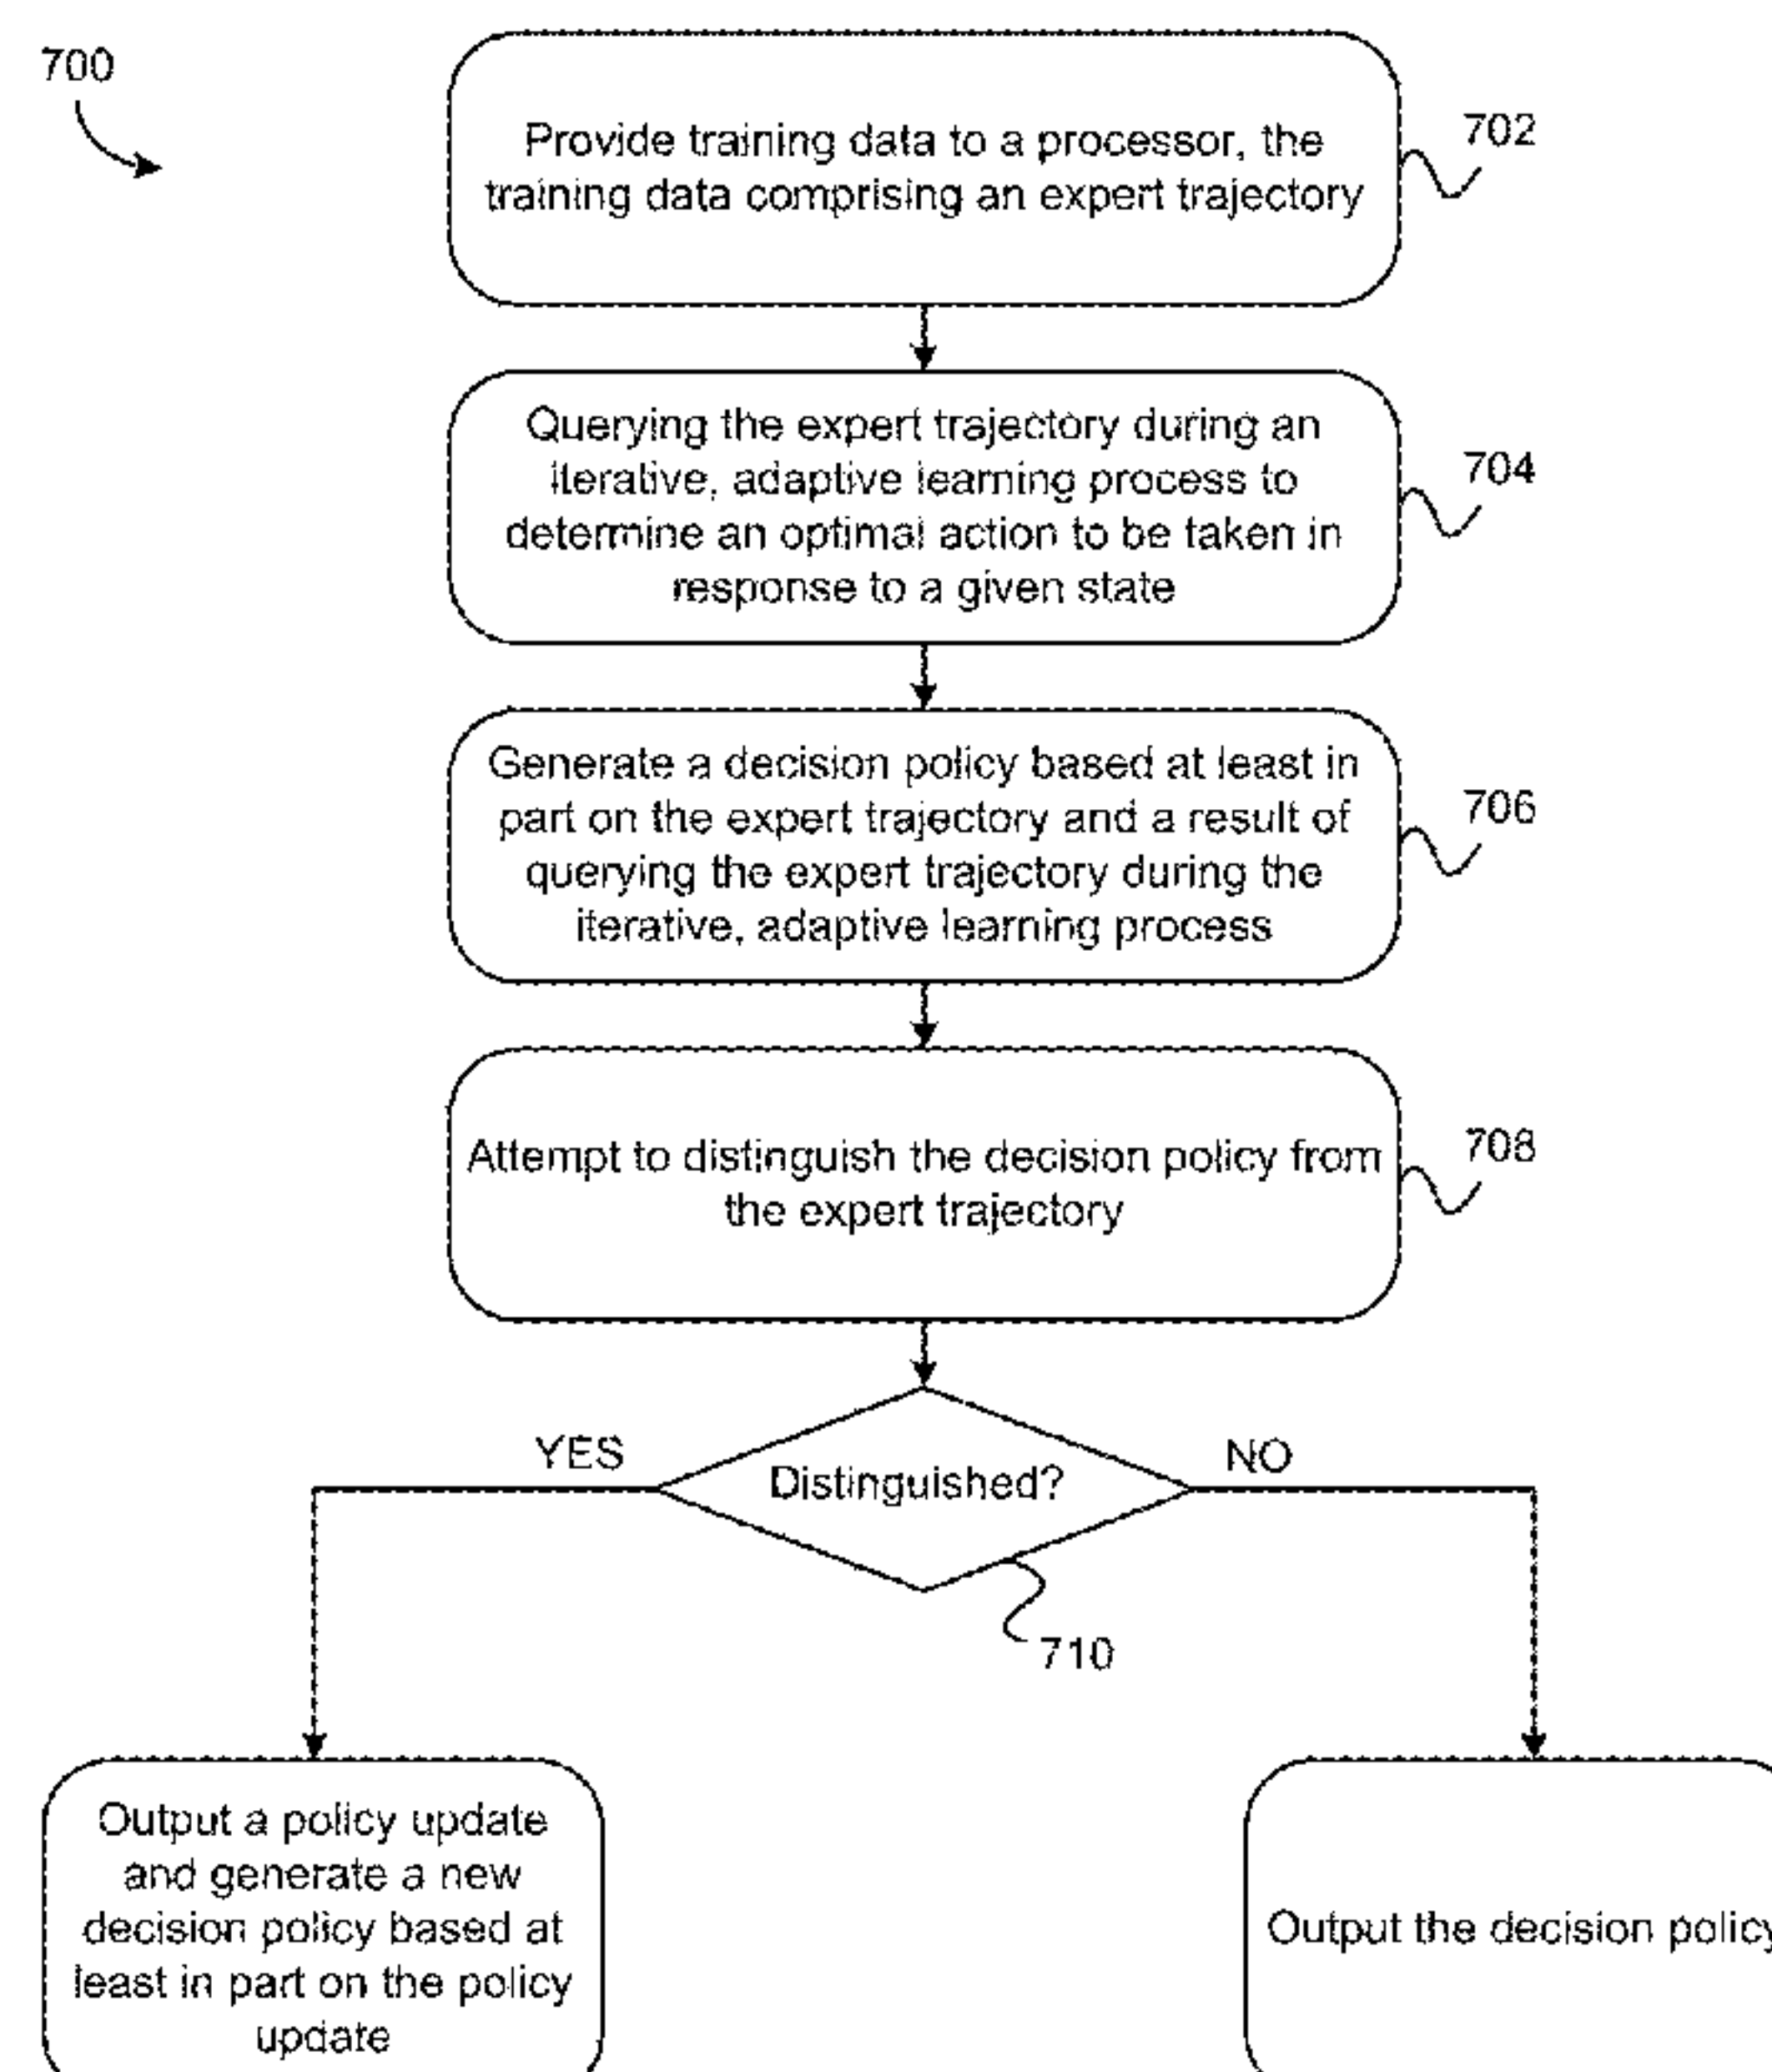 700
Provide training data to a processor, the
training data comprising an expert trajectory
702
Querying the expert trajectory during an
iterative, adaptive learning process to
determine an optimal action to be taken in
response to a given state
704
Generate a decision policy based at least in
part on the expert trajectory and a result of
querying the expert trajectory during the
iterative, adaptive learning process
706
Attempt to distinguish the decision policy from
the expert trajectory
708
YES
Distinguished?
NO
710
Output a policy update
and generate a new
decision policy based at
least in part on the policy
update
Output the decision policy